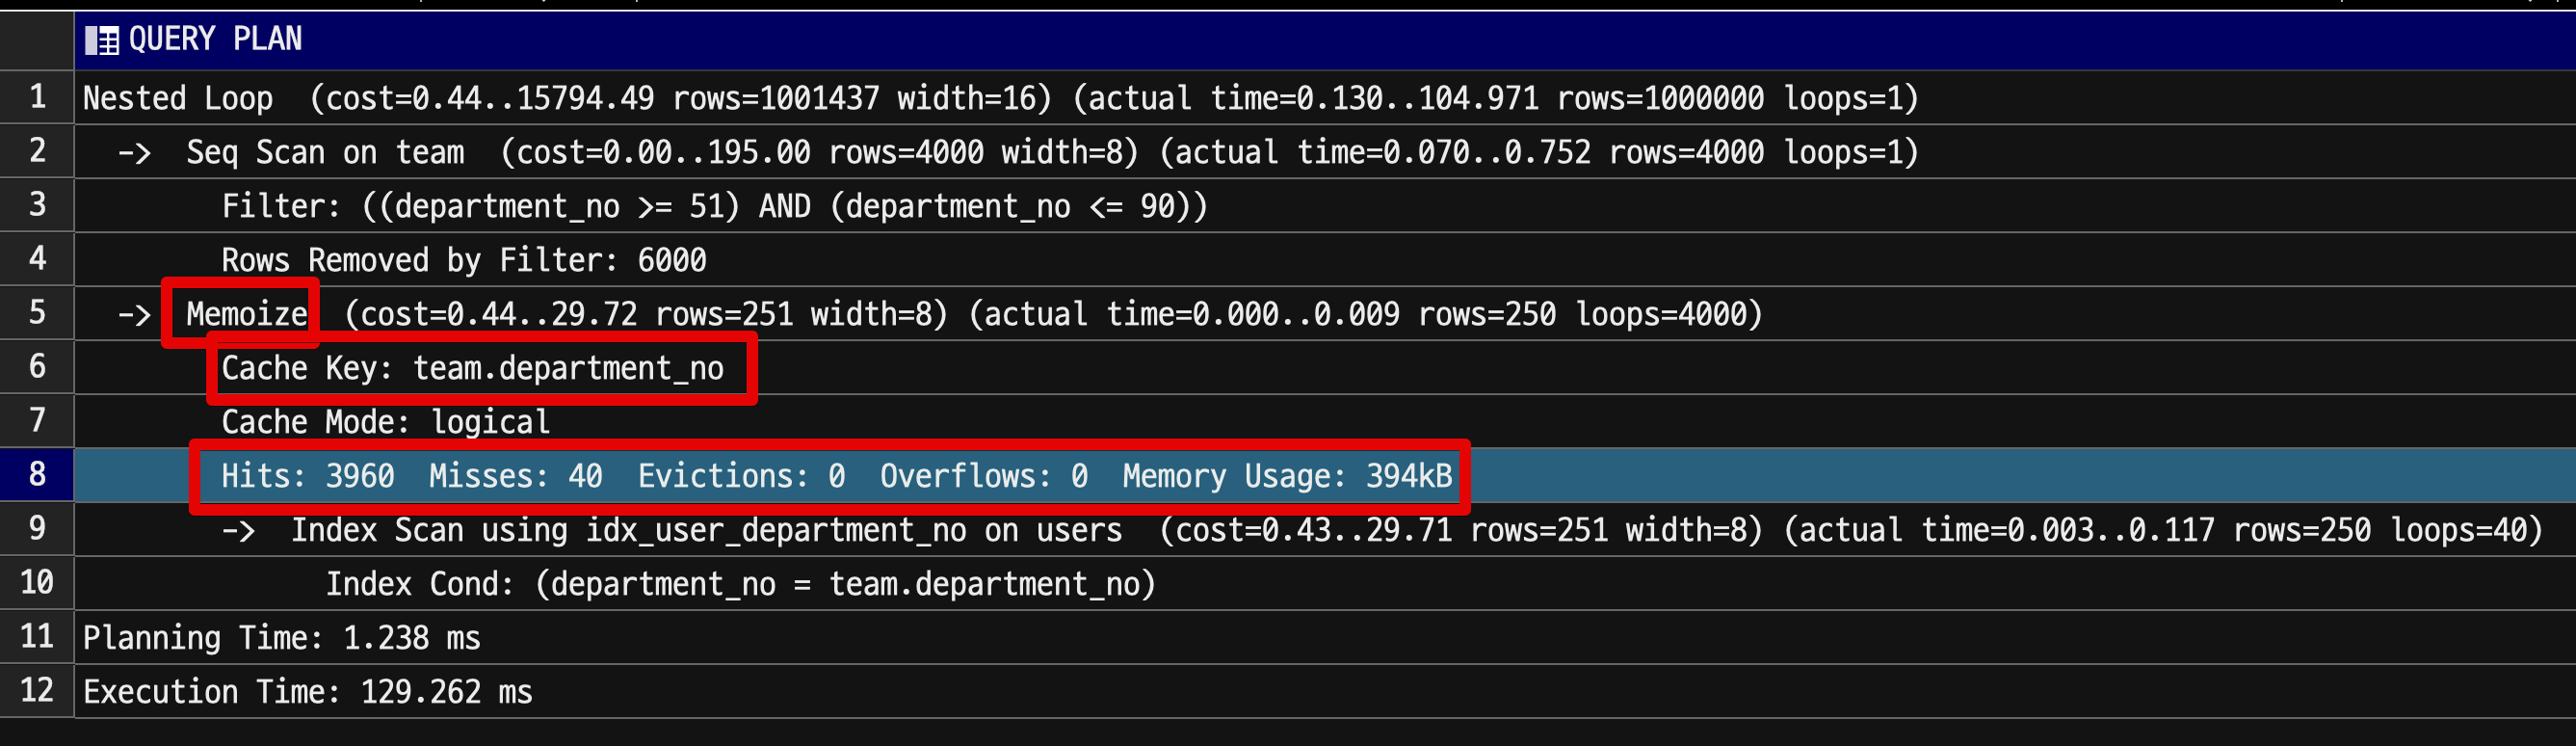 QUERY PLAN
1 Nested Loop  (cost=0.44..15794.49 rows=1001437 width=16) (actual time=0.130..104.971 rows=1000000 loops=1)
2   ->  Seq Scan on team  (cost=0.00..195.00 rows=4000 width=8) (actual time=0.070..0.752 rows=4000 loops=1)
3         Filter: ((department_no >= 51) AND (department_no <= 90))
4         Rows Removed by Filter: 6000
5   ->  Memoize  (cost=0.44..29.72 rows=251 width=8) (actual time=0.000..0.009 rows=250 loops=4000)
6         Cache Key: team.department_no
7         Cache Mode: logical
8         Hits: 3960  Misses: 40  Evictions: 0  Overflows: 0  Memory Usage: 394kB
9         ->  Index Scan using idx_user_department_no on users  (cost=0.43..29.71 rows=251 width=8) (actual time=0.003..0.117 rows=250 loops=40)
10               Index Cond: (department_no = team.department_no)
11 Planning Time: 1.238 ms
12 Execution Time: 129.262 ms